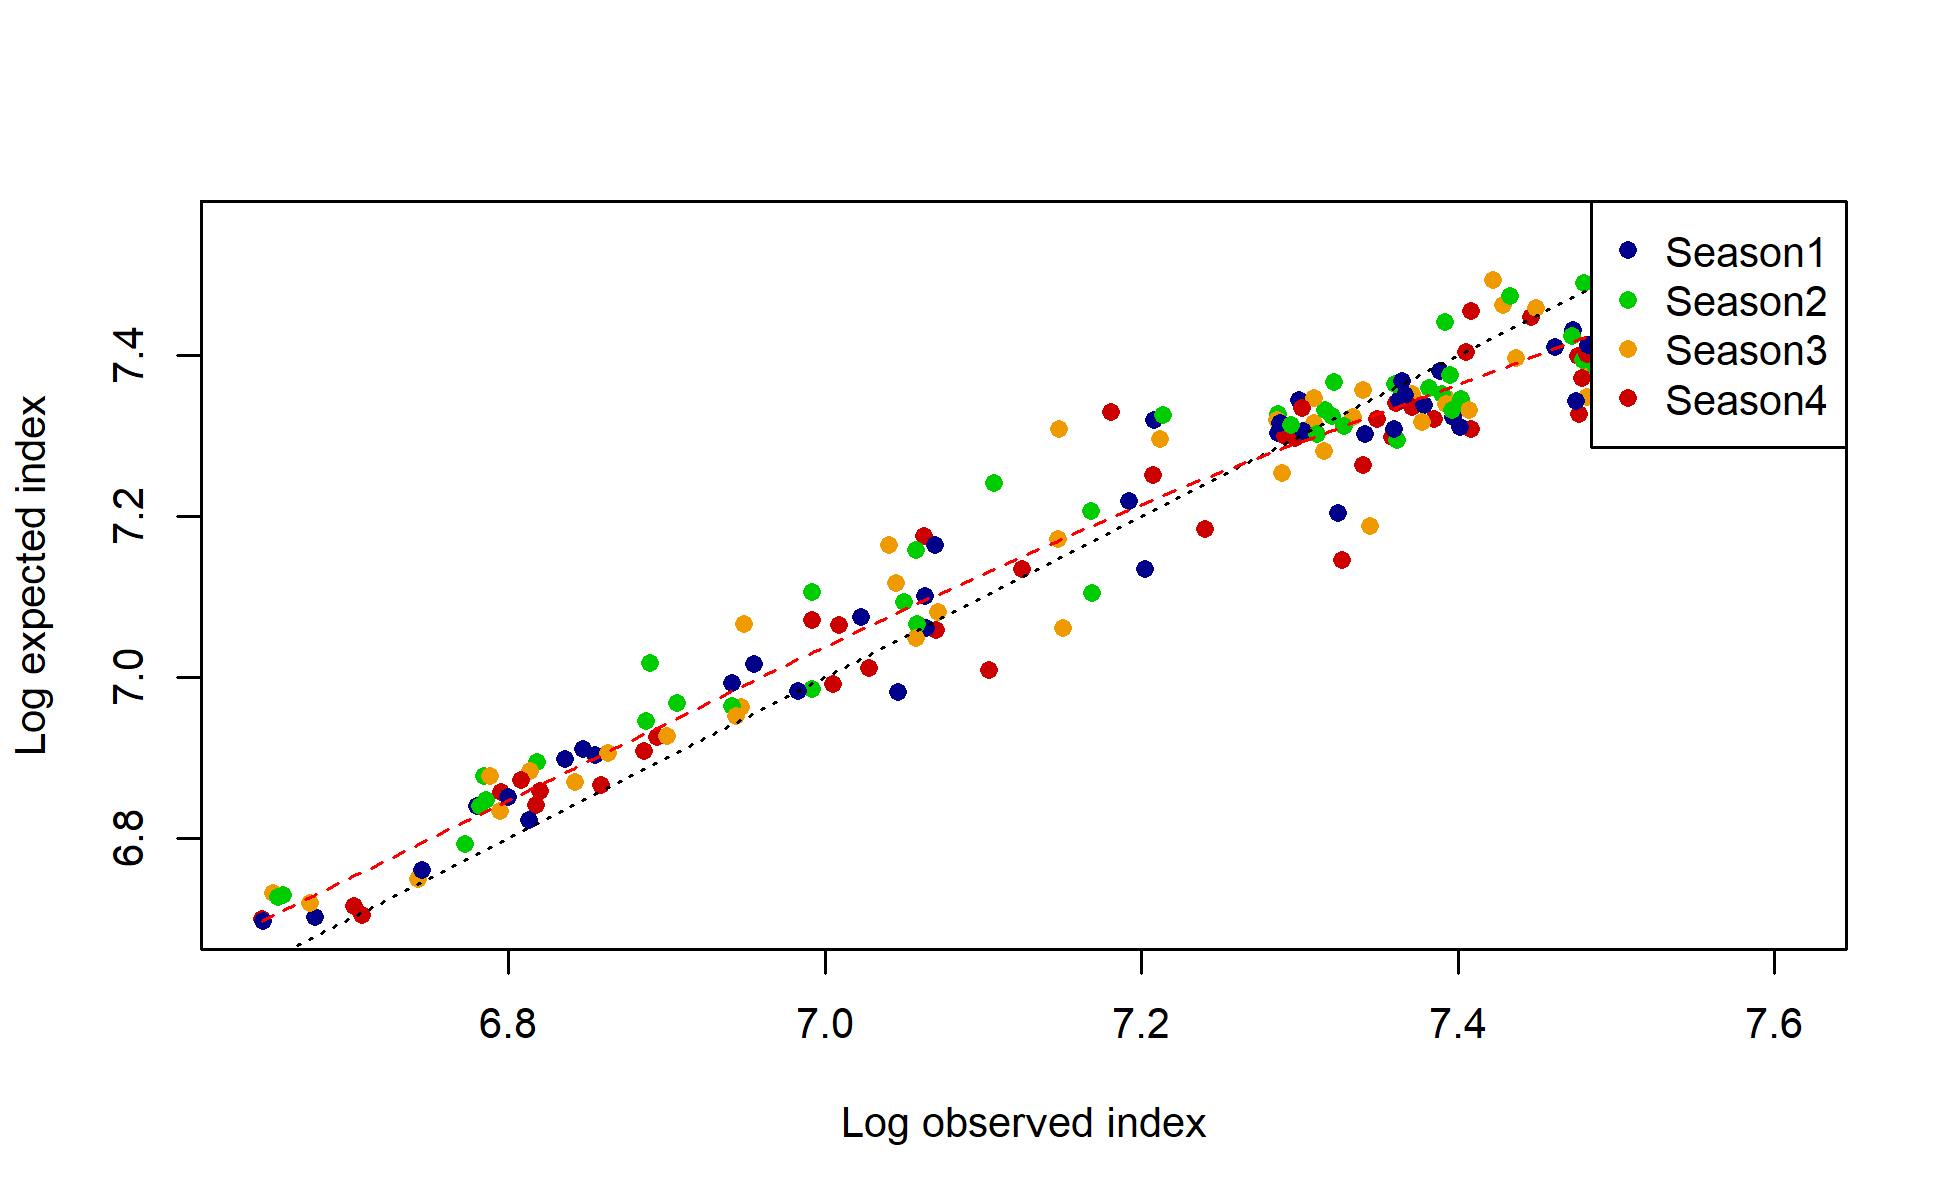 Season1
Season2
Season3
Season4
Log expected index
7.4
7.2
7.0
6.8
6.8 7.0 7.2 7.4 7.6
Log observed index